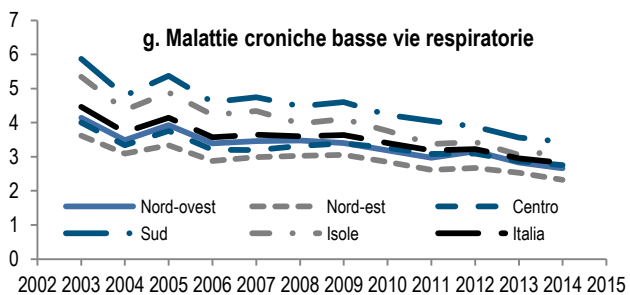 7
g. Malattie croniche basse vie respiratorie
6
5
4
3
2
Nord-ovest Nord-est Centro
1
Sud Isole Italia
0
2002 2003 2004 2005 2006 2007 2008 2009 2010 2011 2012 2013 2014 2015